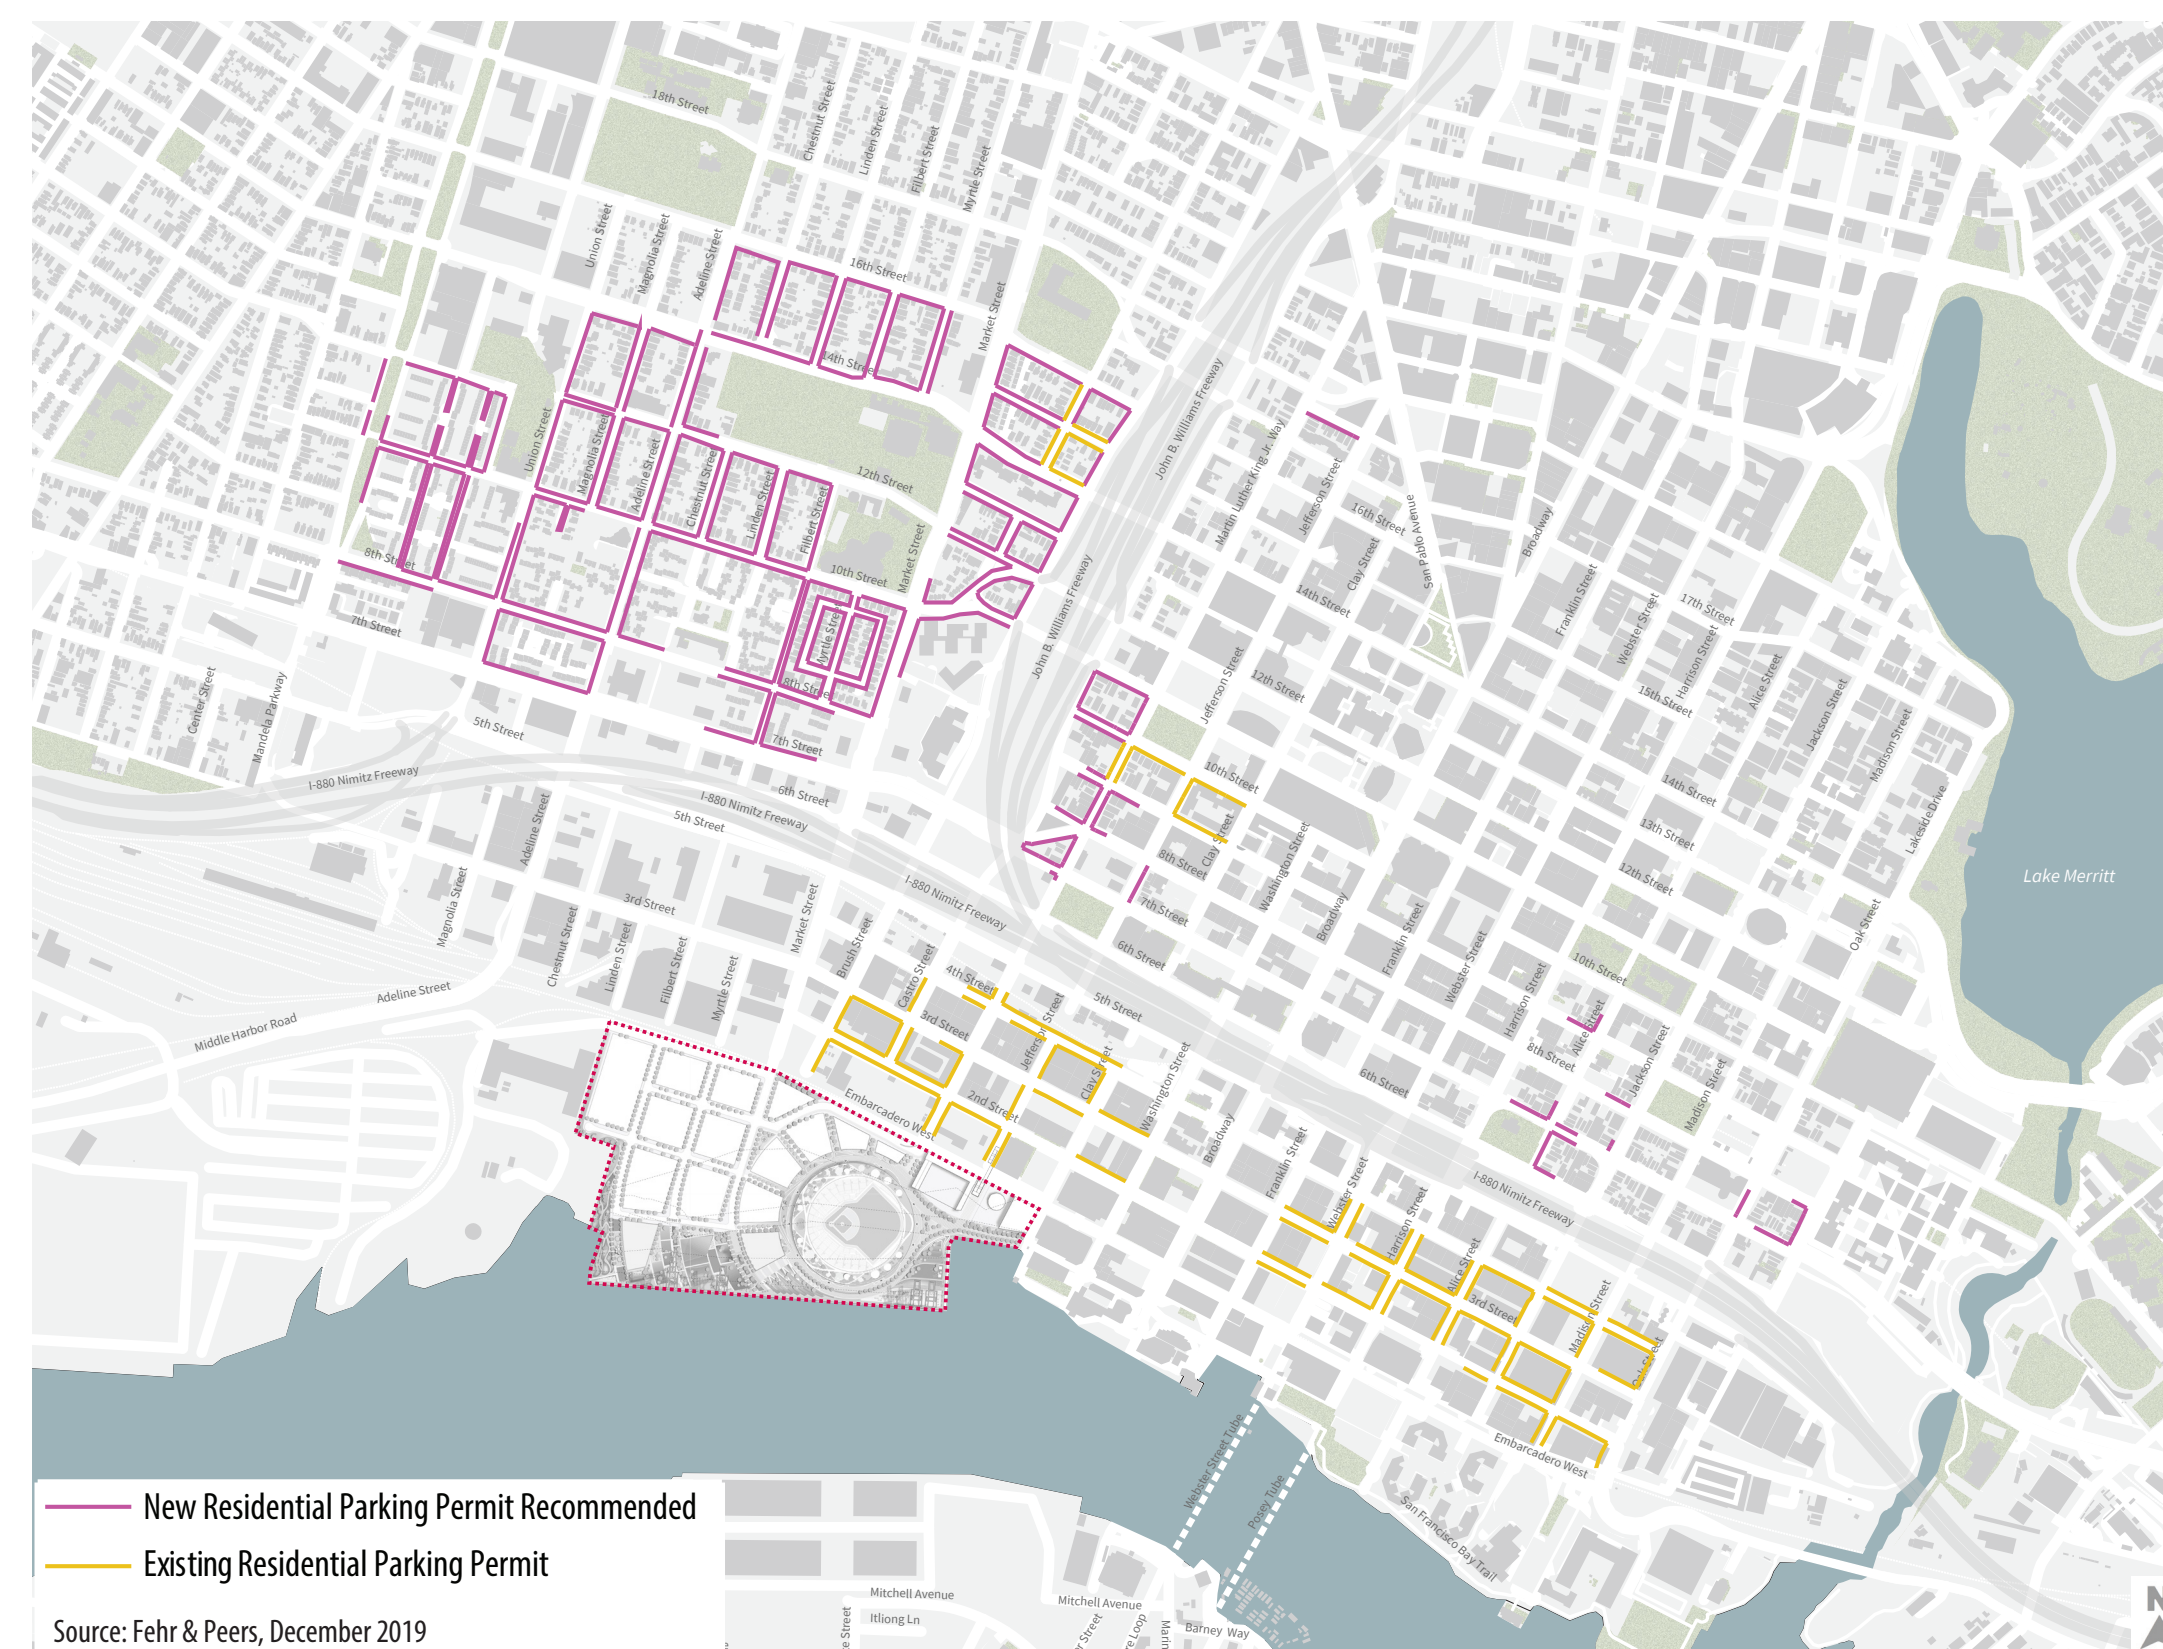 18th Street
Chestnut Street
Linden Street
Filbert Street
Myrtle Street
Union Street
Magnolia Street
Adeline Street
16th Street
Market Street
14th Street
John B. Williams Freeway
Union Street
Magnolia Street
Adeline Street
Chestnut Street
Linden Street
Filbert Street
12th Street
Market Street
10th Street
Martin Luther King Jr. Way
Jefferson Street
16th Street
Clay Street
San Pablo Avenue
Broadway
Franklin Street
Webster Street
17th Street
Harrison Street
Alice Street
15th Street
Jackson Street
Madison Street
14th Street
8th Street
7th Street
Myrtle Street
8th Street
7th Street
Center Street
Mandela Parkway
5th Street
I-880 Nimitz Freeway
John B. Williams Freeway
14th Street
12th Street
Jefferson Street
10th Street
13th Street
12th Street
Lakeside Drive
Lake Merritt
Oak Street
6th Street
I-880 Nimitz Freeway
5th Street
Adeline Street
Magnolia Street
3rd Street
Chestnut Street
Linden Street
Filbert Street
Myrtle Street
Market Street
Brush Street
Castro Street
I-880 Nimitz Freeway
8th Street
Clay Street
Washington Street
Broadway
7th Street
6th Street
Franklin Street
Webster Street
Harrison Street
10th Street
Alice Street
8th Street
Jackson Street
Madison Street
Adeline Street
Middle Harbor Road
4th Street
3rd Street
5th Street
Jefferson Street
Clay Street
Washington Street
2nd Street
Embarcadero West
Broadway
6th Street
Franklin Street
Webster Street
Harrison Street
I-880 Nimitz Freeway
Alice Street
3rd Street
Madison Street
Oak Street
Embarcadero West
San Francisco Bay Trail
Webster Street Tube
Posey Tube
New Residential Parking Permit Recommended
Existing Residential Parking Permit
Source: Fehr & Peers, December 2019
Mitchell Avenue
Itliong Ln
Mitchell Avenue
Barney Way
N